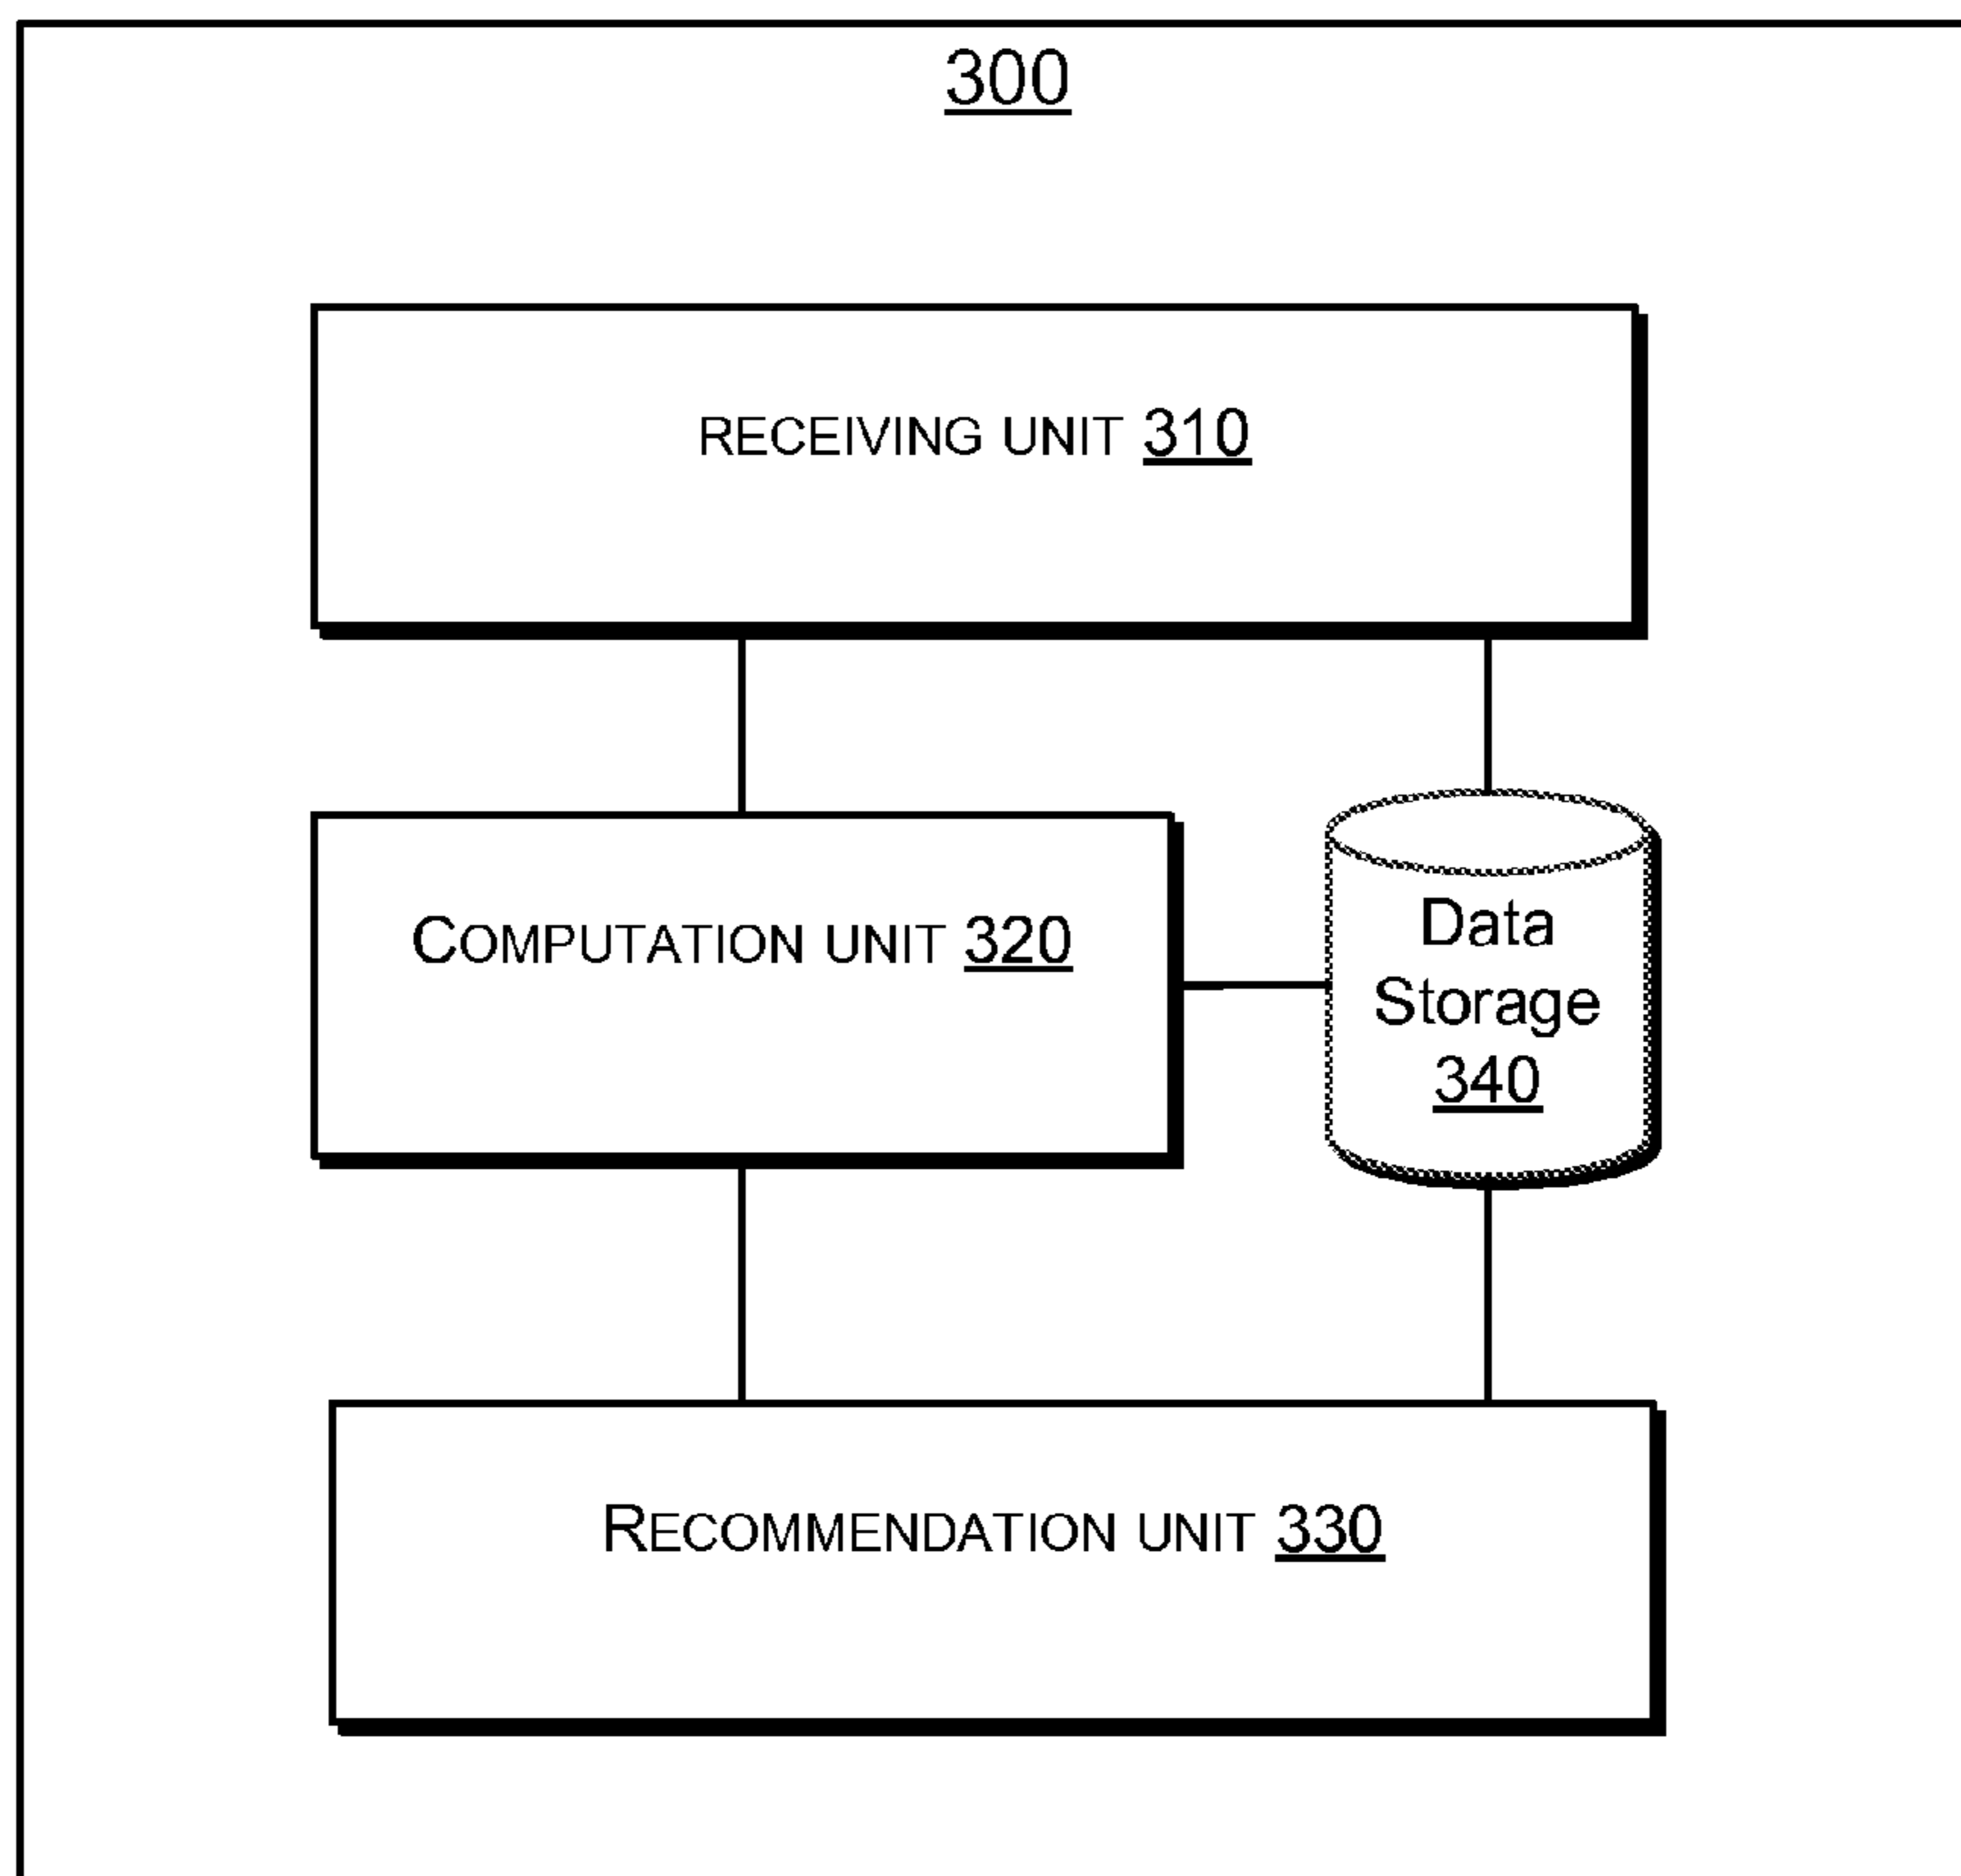 300
RECEIVING UNIT 310
COMPUTATION UNIT 320
Data
Storage
340
RECOMMENDATION UNIT 330